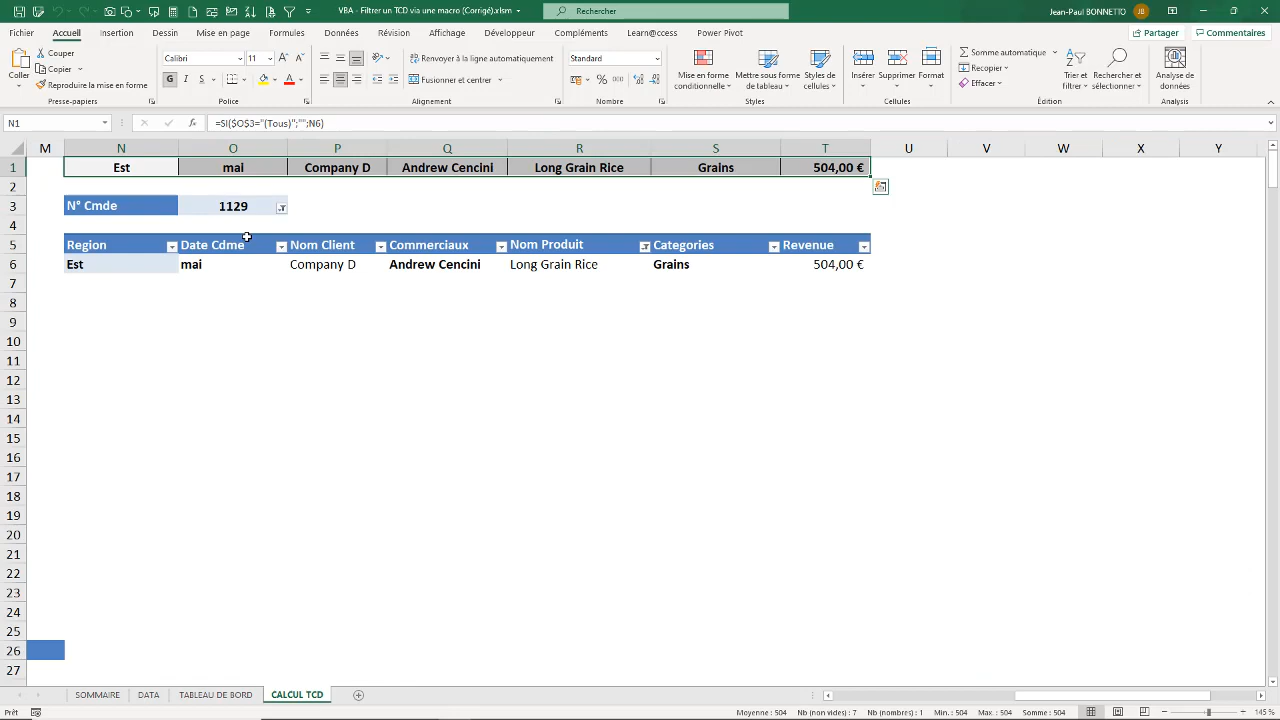 VBA - Filtrer un TCD via une macro (Corrigé).xlsm
Rechercher
Jean-Paul BONNETTO
JB
Fichier Accueil Insertion Dessin Mise en page Formules Données Révision Affichage Développeur Compléments Learn@ccess Power Pivot
Partager Commentaires
Coller
Couper
Copier
Reproduire la mise en forme
Calibri 11
G I S
Renvoyer à la ligne automatiquement
Fusionner et centrer
Standard
% 000
Mise en forme conditionnelle
Mettre sous forme de tableau
Styles de cellules
Insérer Supprimer Format
Somme automatique
Recopier
Effacer
Trier et filtrer
Rechercher et sélectionner
Analyse de données
Presse-papiers Police Alignement Nombre Styles Cellules Édition Analysis
N1 fx =SI($O$3="(Tous)";"";N6)
M N O P Q R S T U V W X Y
1 Est mai Company D Andrew Cencini Long Grain Rice Grains 504,00 €
2
3 N° Cmde 1129
4
5 Region Date Cdme Nom Client Commerciaux Nom Produit Categories Revenue
6 Est mai Company D Andrew Cencini Long Grain Rice Grains 504,00 €
7
8
9
10
11
12
13
14
15
16
17
18
19
20
21
22
23
24
25
26
27
SOMMAIRE DATA TABLEAU DE BORD CALCUL TCD
Prêt
Moyenne : 504 Nb (non vides) : 7 Nb (nombres) : 1 Min. : 504 Max. : 504 Somme : 504
145 %